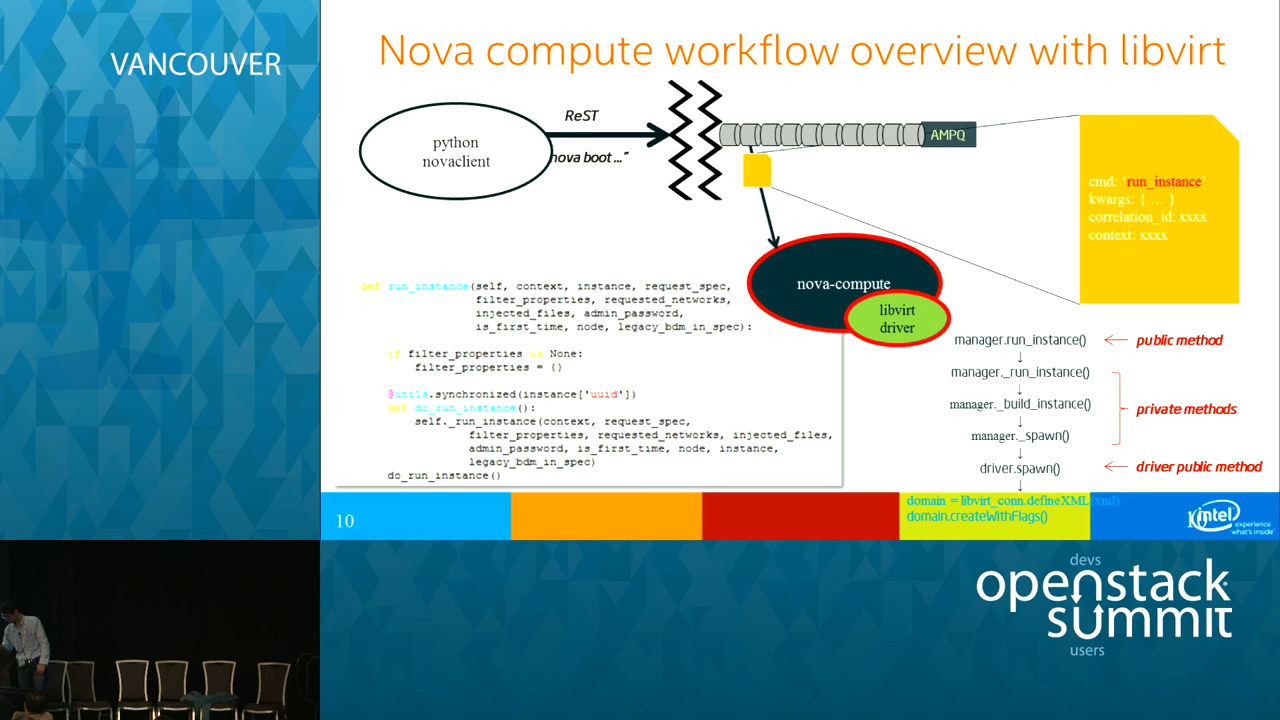 VANCOUVER
Nova compute workflow overview with libvirt
python
novaclient
ReST
nova boot ..."
AMPQ
cmd: 'run_instance'
kwargs: { ... }
correlation_id: xxxx
context: xxxx
nova-compute
libvirt
driver
def run_instance(self, context, instance, request_spec,
filter_properties, requested_networks,
injected_files, admin_password,
is_first_time, node, legacy_bdm_in_spec):
if filter_properties is None:
filter_properties = {}
@utils.synchronized(instance['uuid'])
def do_run_instance():
self._run_instance(context, request_spec,
filter_properties, requested_networks, injected_files,
admin_password, is_first_time, node, instance,
legacy_bdm_in_spec)
do_run_instance()
manager.run_instance()
public method
manager._run_instance()
manager._build_instance()
private methods
manager._spawn()
driver.spawn()
driver public method
domain = libvirt_conn.defineXML(xml)
domain.createWithFlags()
10
intel
experience
what's inside
devs
openstack
summit
users